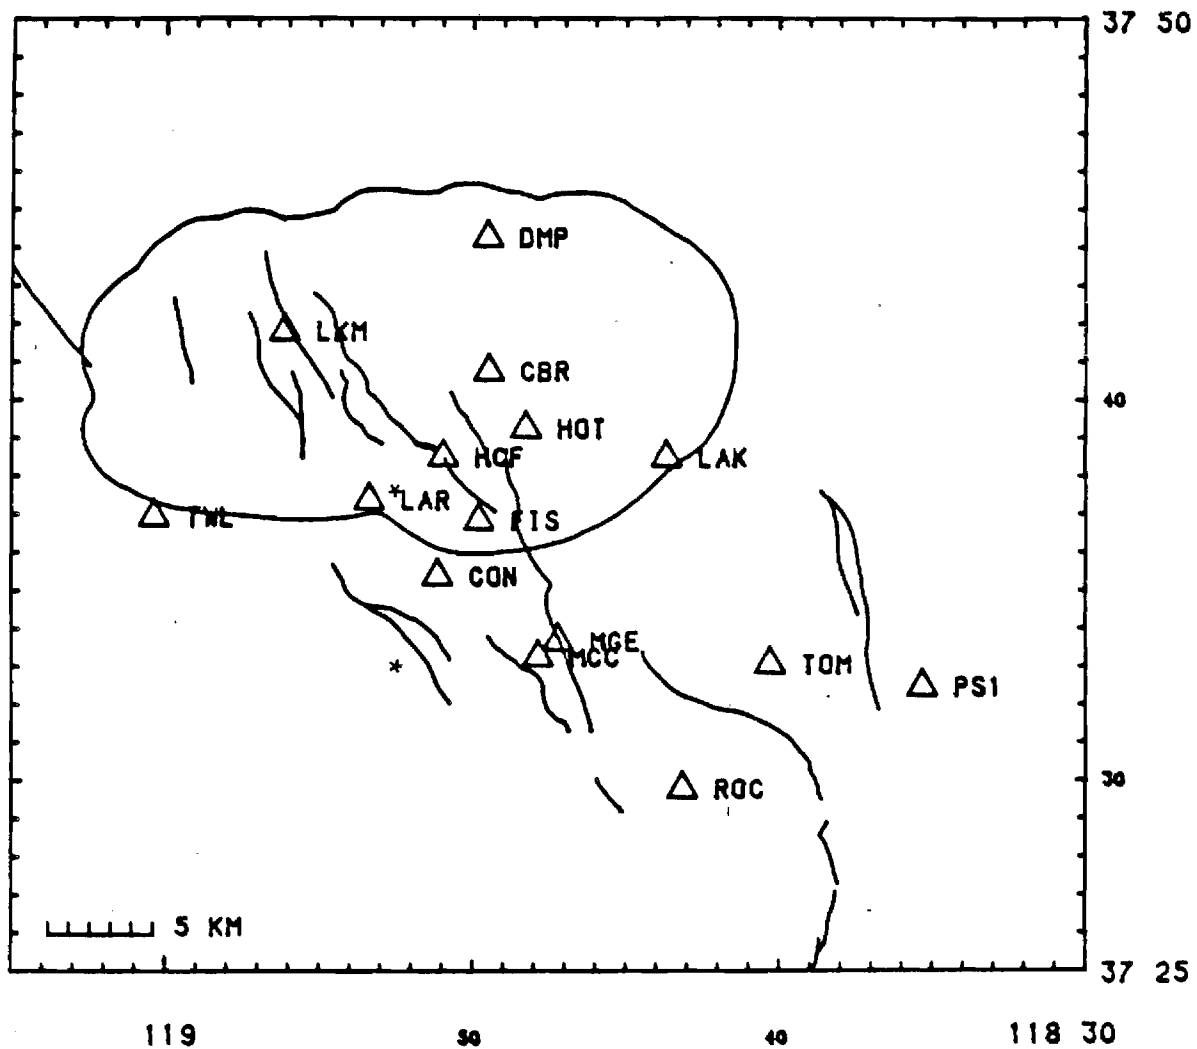 37 50
DMP
LKM
CBR
40
HOT
HCF
LAK
*LAR
TWL
FIS
CON
MGE
MCC
*
TOM
PS1
30
ROC
5 KM
37 25
119
50
40
118 30